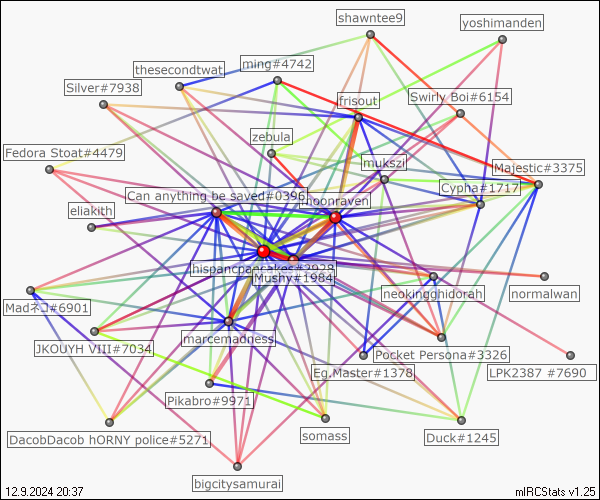 shawntee9
yoshimanden
thesecondtwat
ming#4742
Silver#7938
frisout
Swirly Boi#6154
zebula
Fedora Stoat#4479
mukszi
Majestic#3375
Cypha#1717
Can anything be saved#0396
hoonraven
eliakith
hispancpancakes#3928
Mushy#1984
neokingghidorah
normalwan
Madネコ#6901
marcemadness
JKOUYH VIII#7034
Pocket Persona#3326
Eg.Master#1378
LPK2387 #7690
Pikabro#9971
DacobDacob hORNY police#5271
somass
Duck#1245
bigcitysamurai
12.9.2024 20:37
mIRCStats v1.25